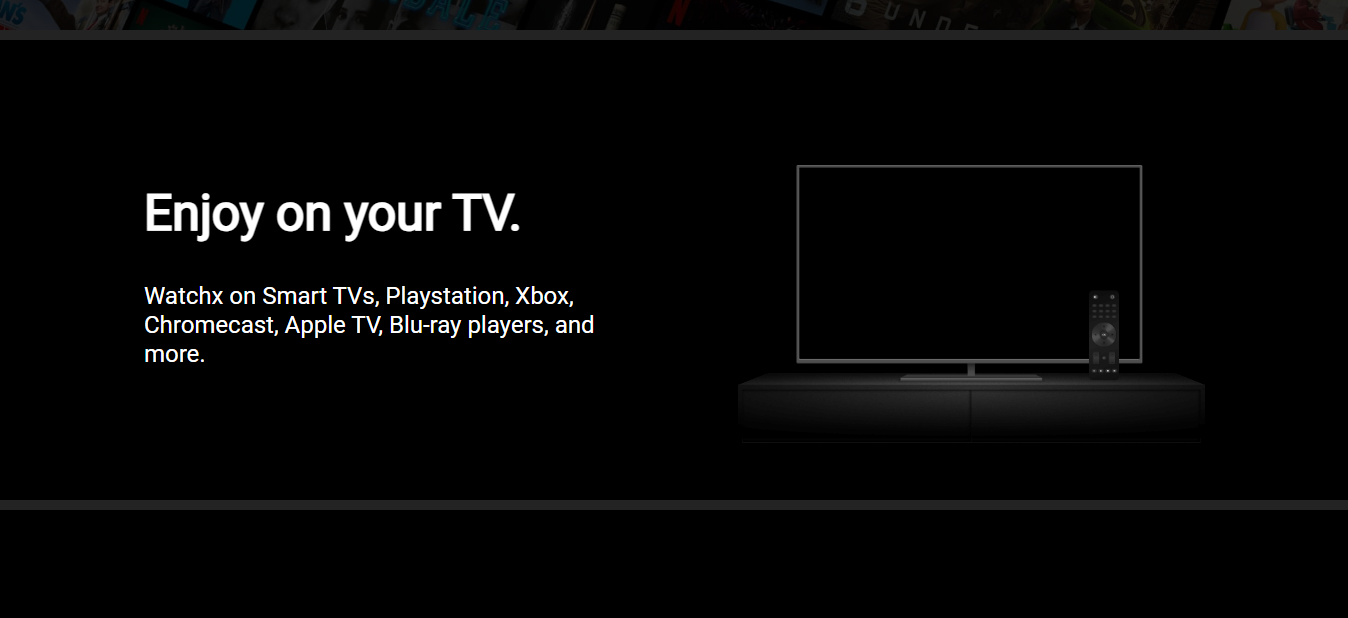 Enjoy on your TV.
Watchx on Smart TVs, Playstation, Xbox,
Chromecast, Apple TV, Blu-ray players, and
more.